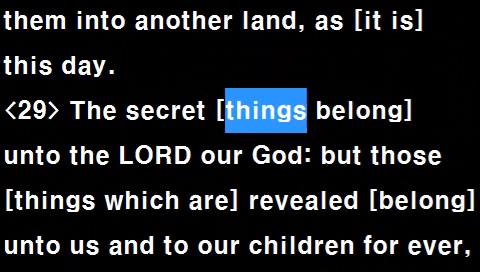 them into another land, as [it is]
this day.
<29> The secret [things belong]
unto the LORD our God: but those
[things which are] revealed [belong]
unto us and to our children for ever,